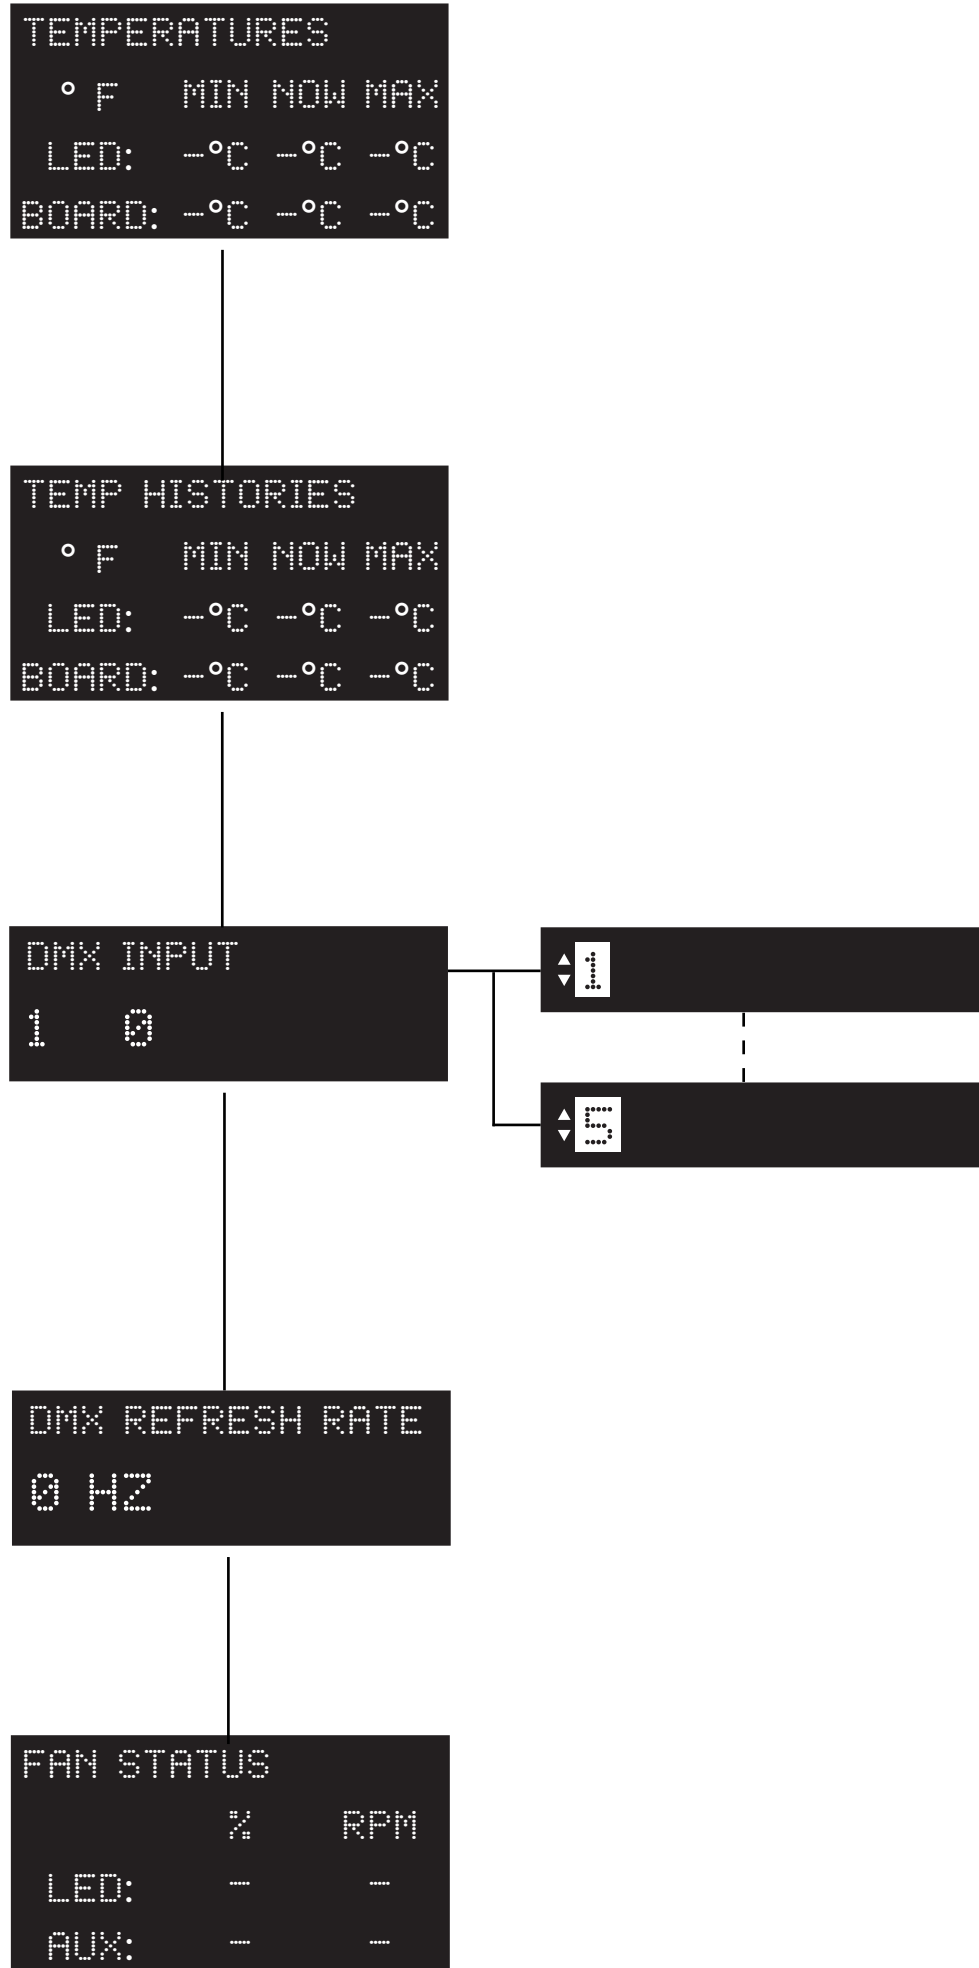 TEMPERATURES
° F MIN NOW MAX
LED: -°C -°C -°C
BOARD: -°C -°C -°C
TEMP HISTORIES
° F MIN NOW MAX
LED: -°C -°C -°C
BOARD: -°C -°C -°C
DMX INPUT
1 0
1
5
DMX REFRESH RATE
0 HZ
FAN STATUS
% RPM
LED: - -
AUX: - -